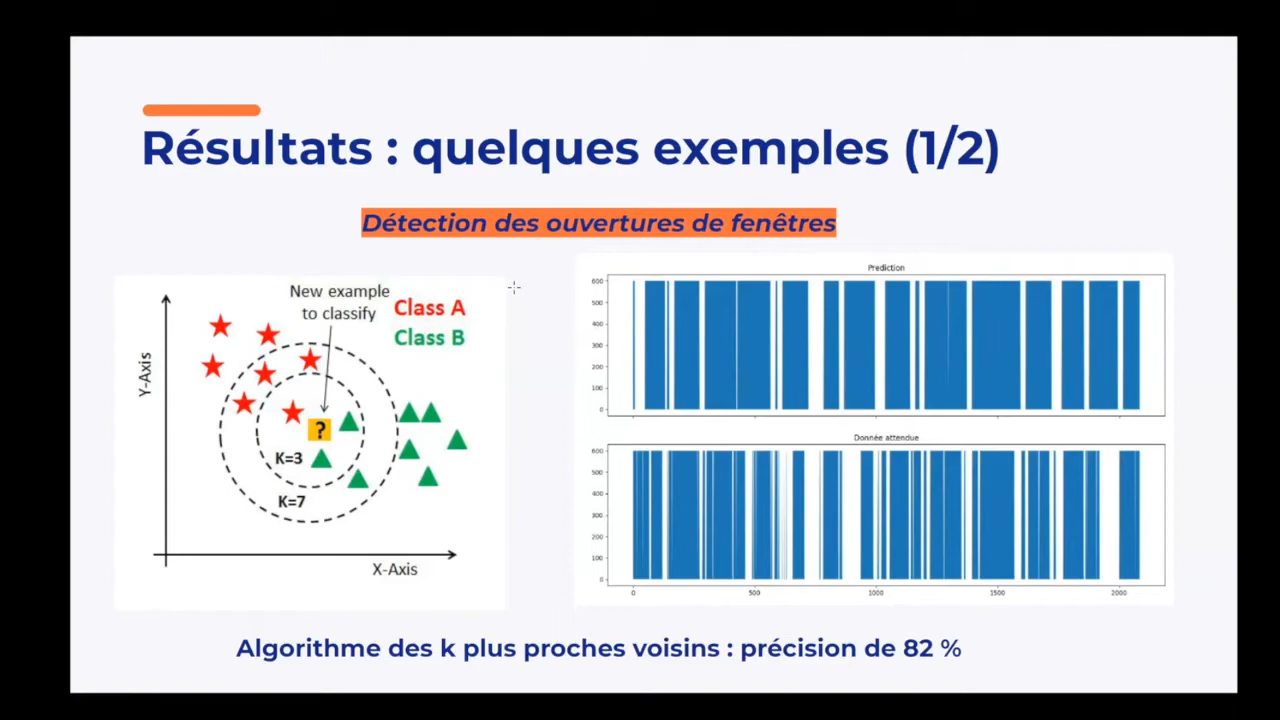 Résultats : quelques exemples (1/2)
Détection des ouvertures de fenêtres
New example
to classify
Class A
Class B
Y-Axis
?
K=3
K=7
X-Axis
Prediction
600
500
400
300
200
100
0
Donnée attendue
600
500
400
300
200
100
0
0 500 1000 1500 2000
Algorithme des k plus proches voisins : précision de 82 %